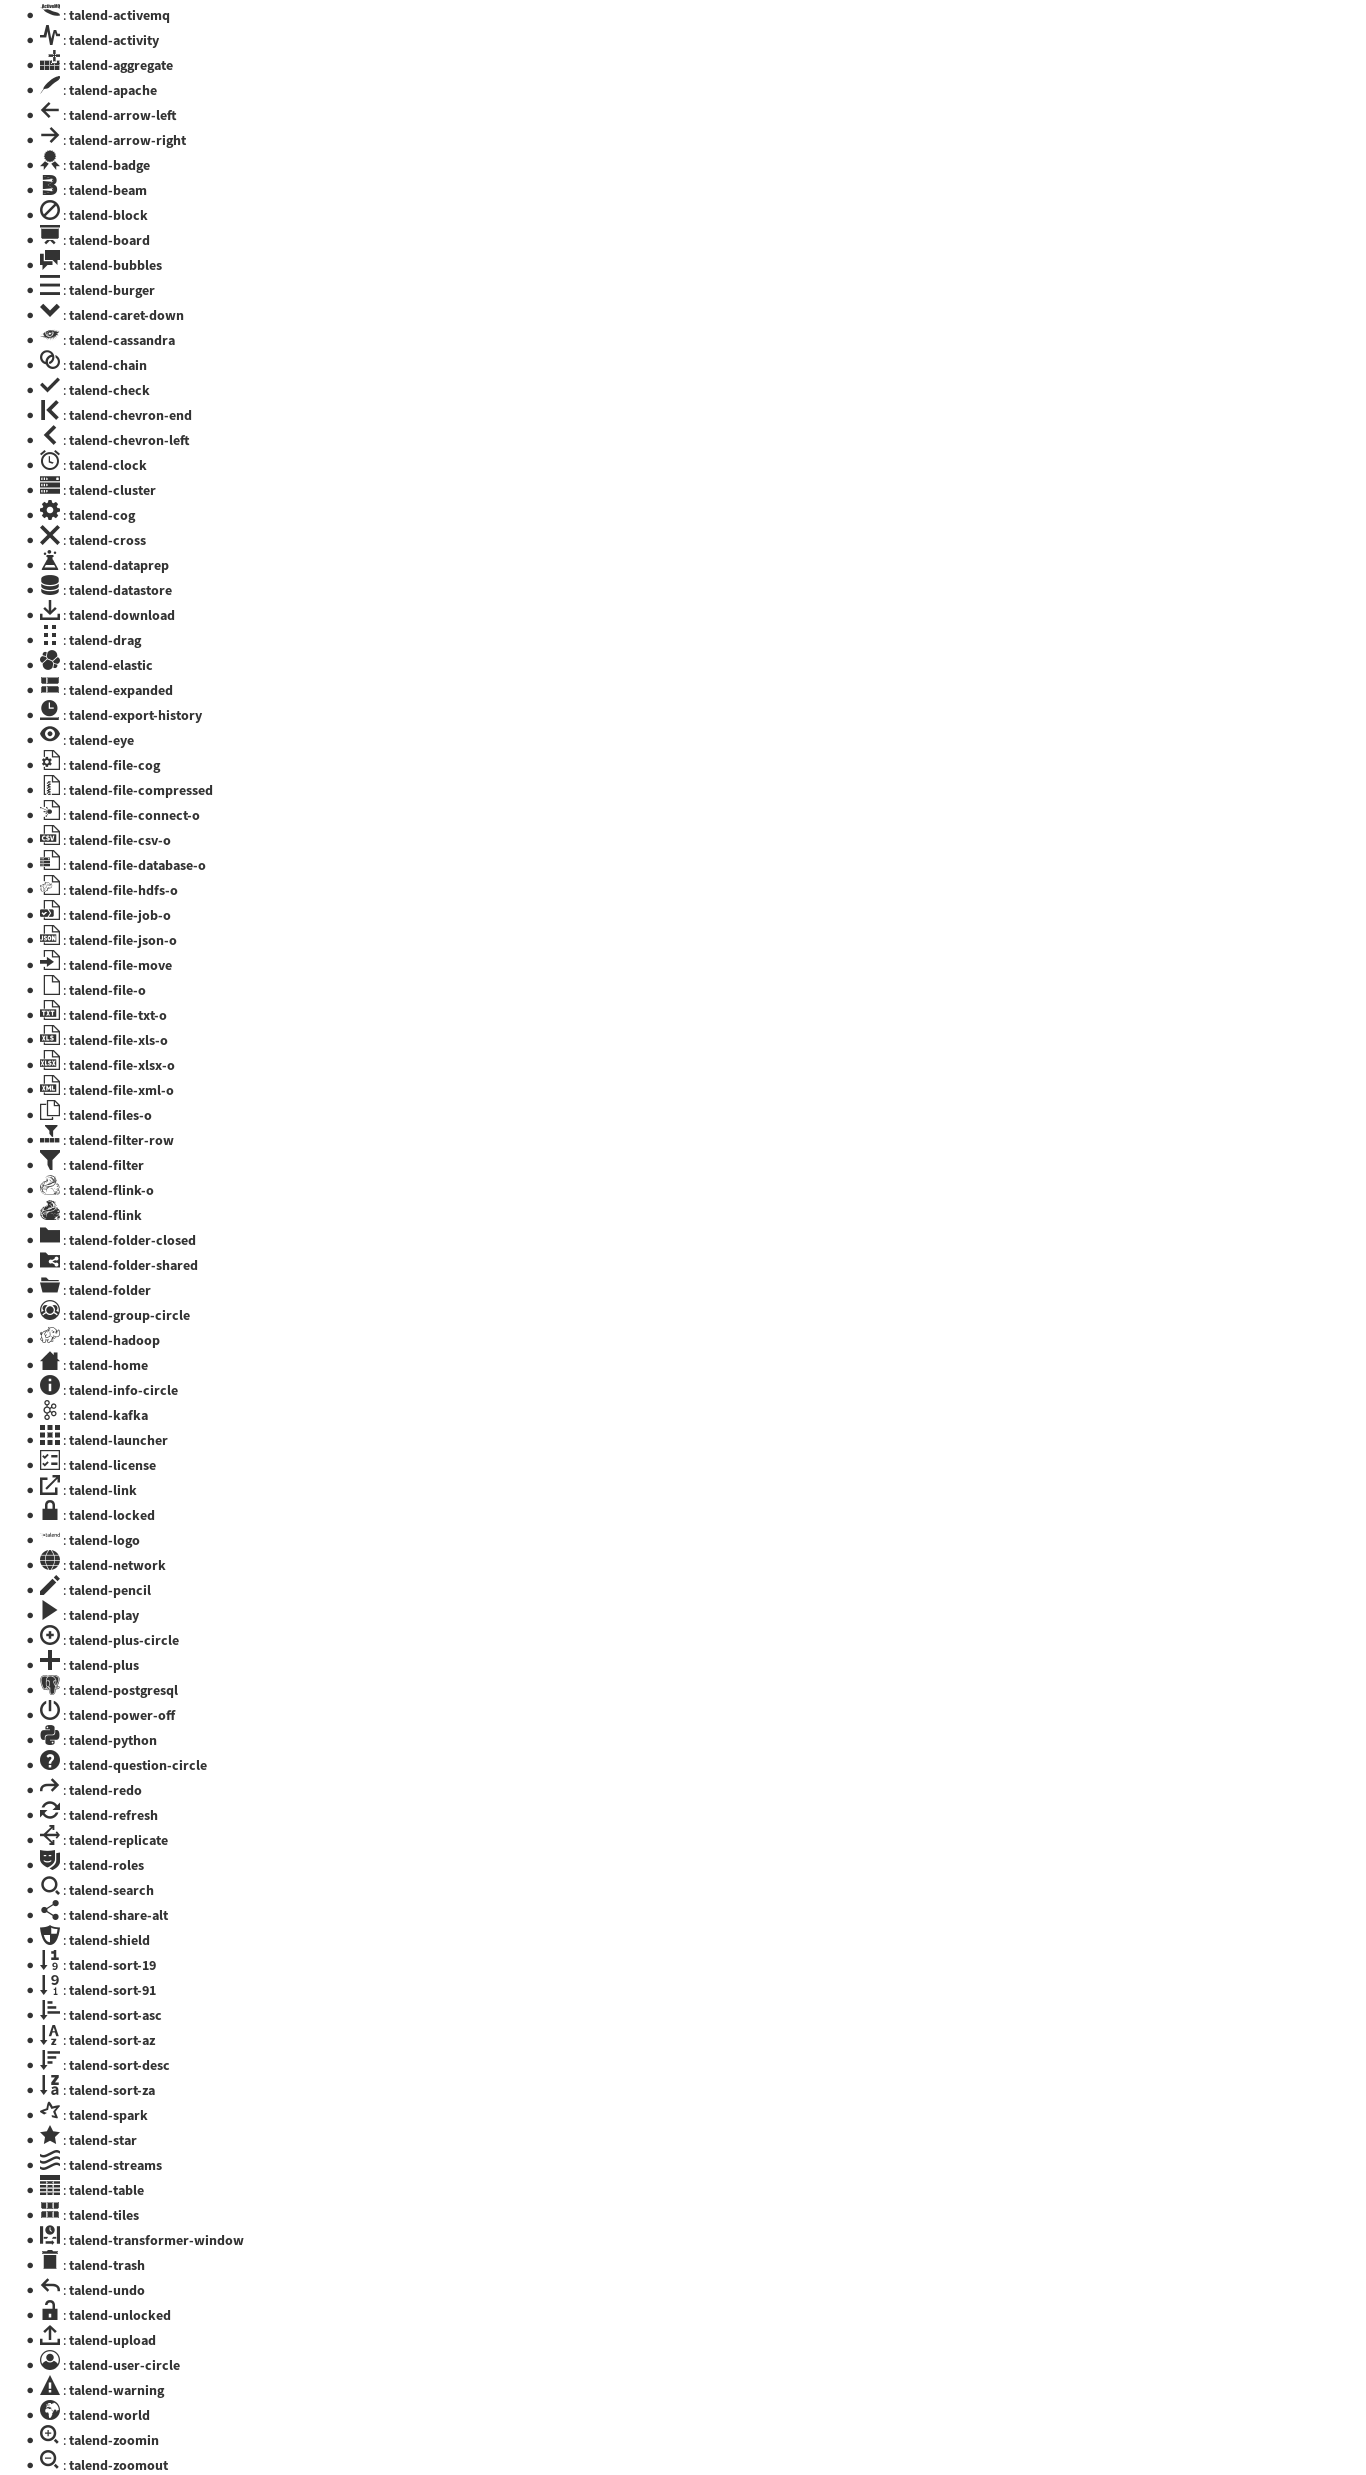 : talend-activemq
: talend-activity
: talend-aggregate
: talend-apache
: talend-arrow-left
: talend-arrow-right
: talend-badge
: talend-beam
: talend-block
: talend-board
: talend-bubbles
: talend-burger
: talend-caret-down
: talend-cassandra
: talend-chain
: talend-check
: talend-chevron-end
: talend-chevron-left
: talend-clock
: talend-cluster
: talend-cog
: talend-cross
: talend-dataprep
: talend-datastore
: talend-download
: talend-drag
: talend-elastic
: talend-expanded
: talend-export-history
: talend-eye
: talend-file-cog
: talend-file-compressed
: talend-file-connect-o
CSV : talend-file-csv-o
: talend-file-database-o
: talend-file-hdfs-o
: talend-file-job-o
JSON : talend-file-json-o
: talend-file-move
: talend-file-o
TXT : talend-file-txt-o
XLS : talend-file-xls-o
XLSX : talend-file-xlsx-o
XML : talend-file-xml-o
: talend-files-o
: talend-filter-row
: talend-filter
: talend-flink-o
: talend-flink
: talend-folder-closed
: talend-folder-shared
: talend-folder
: talend-group-circle
: talend-hadoop
: talend-home
: talend-info-circle
: talend-kafka
: talend-launcher
: talend-license
: talend-link
: talend-locked
talend : talend-logo
: talend-network
: talend-pencil
: talend-play
: talend-plus-circle
: talend-plus
: talend-postgresql
: talend-power-off
: talend-python
: talend-question-circle
: talend-redo
: talend-refresh
: talend-replicate
: talend-roles
: talend-search
: talend-share-alt
: talend-shield
1 9 : talend-sort-19
9 1 : talend-sort-91
: talend-sort-asc
A z : talend-sort-az
: talend-sort-desc
z a : talend-sort-za
: talend-spark
: talend-star
: talend-streams
: talend-table
: talend-tiles
: talend-transformer-window
: talend-trash
: talend-undo
: talend-unlocked
: talend-upload
: talend-user-circle
: talend-warning
: talend-world
: talend-zoomin
: talend-zoomout